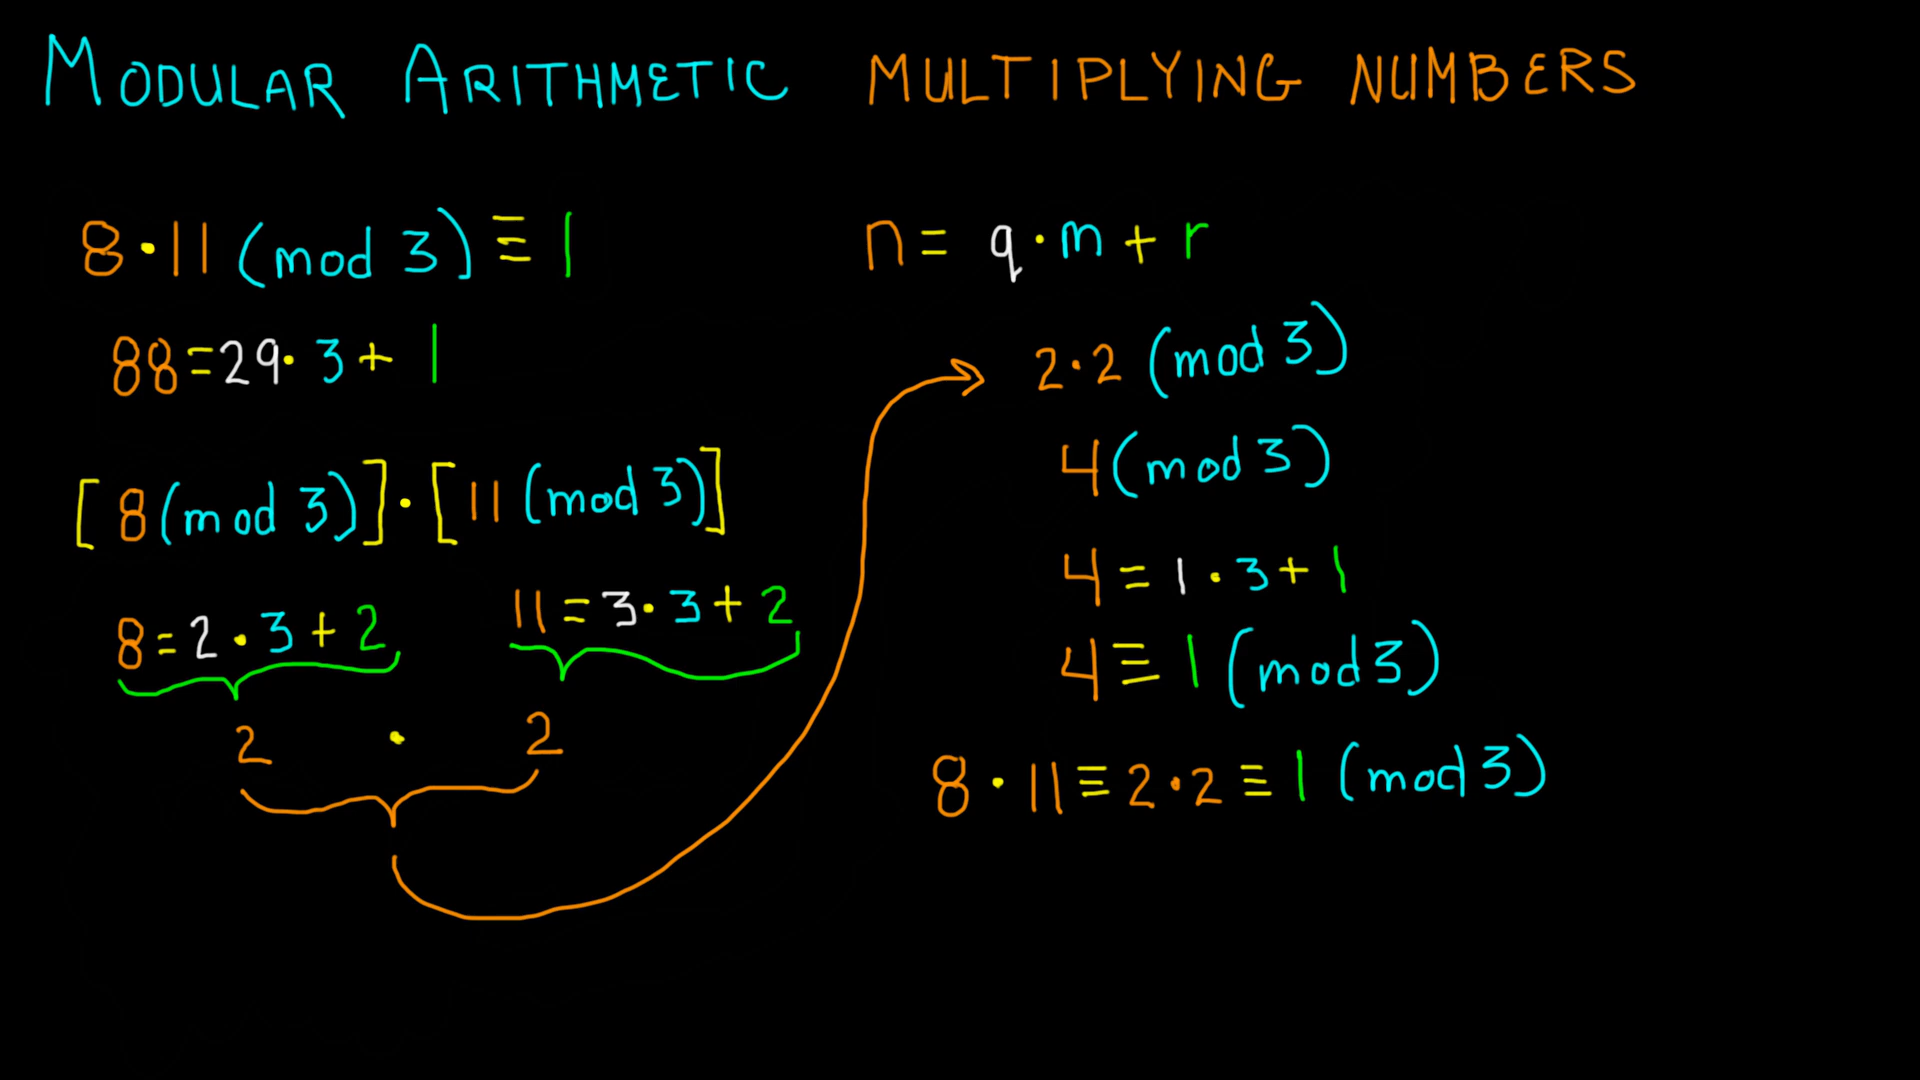 MODULAR ARITHMETIC MULTIPLYING NUMBERS
8·11 (mod 3) ≡ 1
88 = 29·3 + 1
[8 (mod 3)]·[11 (mod 3)]
8 = 2·3 + 2
11 = 3·3 + 2
2 · 2
n = q·m + r
2·2 (mod 3)
4 (mod 3)
4 = 1·3 + 1
4 ≡ 1 (mod 3)
8·11 ≡ 2·2 ≡ 1 (mod 3)